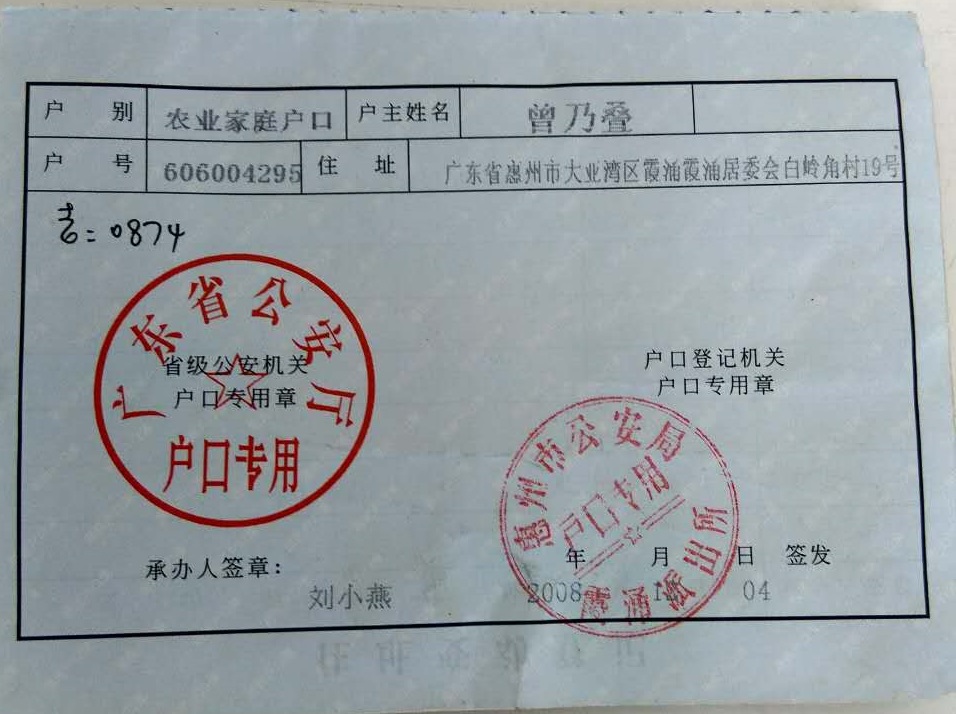 户 别 农业家庭户口 户主姓名 曾乃叠
户 号 606004295 住 址 广东省惠州市大业湾区霞涌霞涌居委会白岭角村19号
吉: 0874
广东省公安厅
省级公安机关
户口专用章
户口专用
户口登记机关
户口专用章
惠州市公安局
户口专用
霞涌派出所
年 月 日 签发
承办人签章:
刘小燕
2008 04